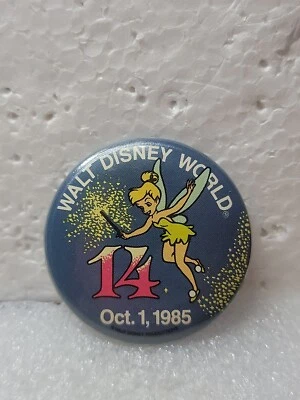 WALT DISNEY WORLD®
14
Oct. 1, 1985